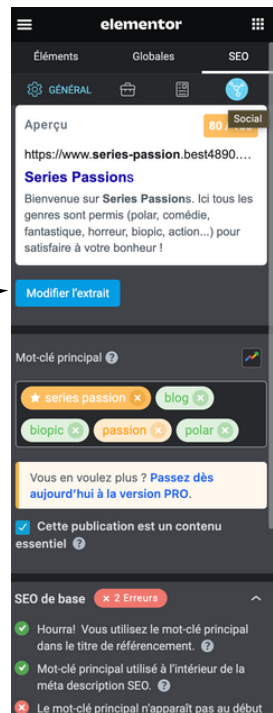 elementor
Éléments Globales SEO
GÉNÉRAL
Social
Aperçu 80 /
https://www.series-passion.best4890....
Series Passions
Bienvenue sur Series Passions. Ici tous les
genres sont permis (polar, comédie,
fantastique, horreur, biopic, action...) pour
satisfaire à votre bonheur !
Modifier l'extrait
Mot-clé principal ?
★ series passion × blog ×
biopic × passion × polar ×
Vous en voulez plus ? Passez dès
aujourd'hui à la version PRO.
Cette publication est un contenu
essentiel ?
SEO de base × 2 Erreurs
Hourra! Vous utilisez le mot-clé principal
dans le titre de référencement. ?
Mot-clé principal utilisé à l'intérieur de la
méta description SEO. ?
Le mot-clé principal n'apparaît pas au début